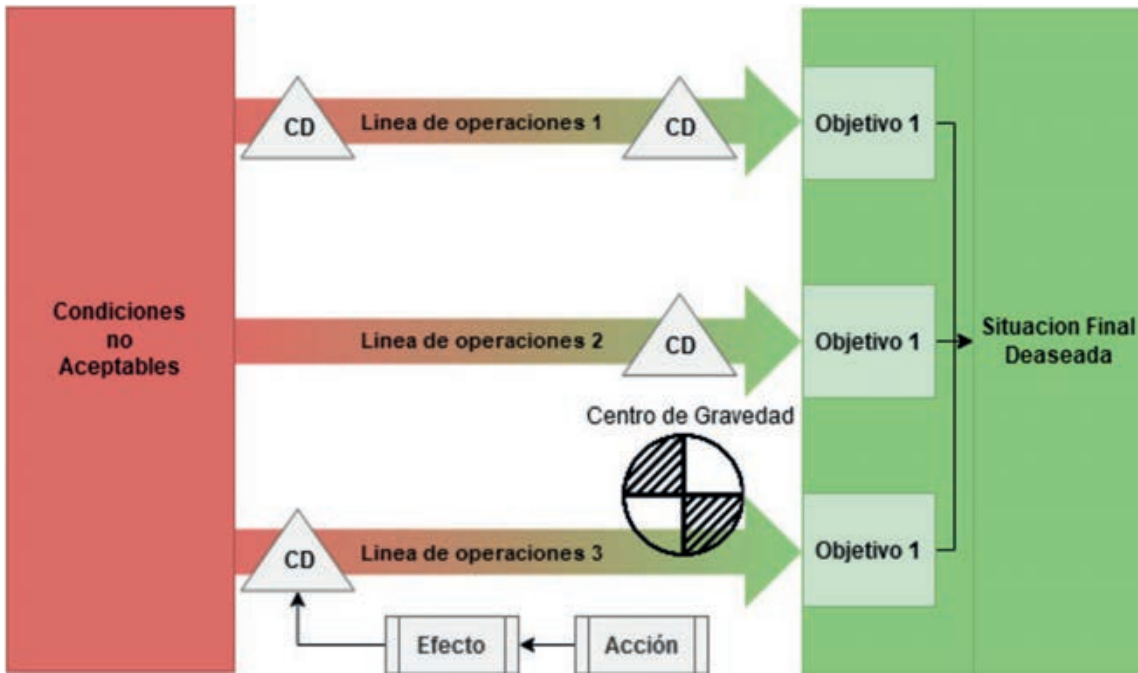 CD
Linea de operaciones 1
CD
Objetivo 1
Condiciones
no
Aceptables
Linea de operaciones 2
CD
Objetivo 1
Situacion Final
Deaseada
Centro de Gravedad
CD
Linea de operaciones 3
Objetivo 1
Efecto
Acción